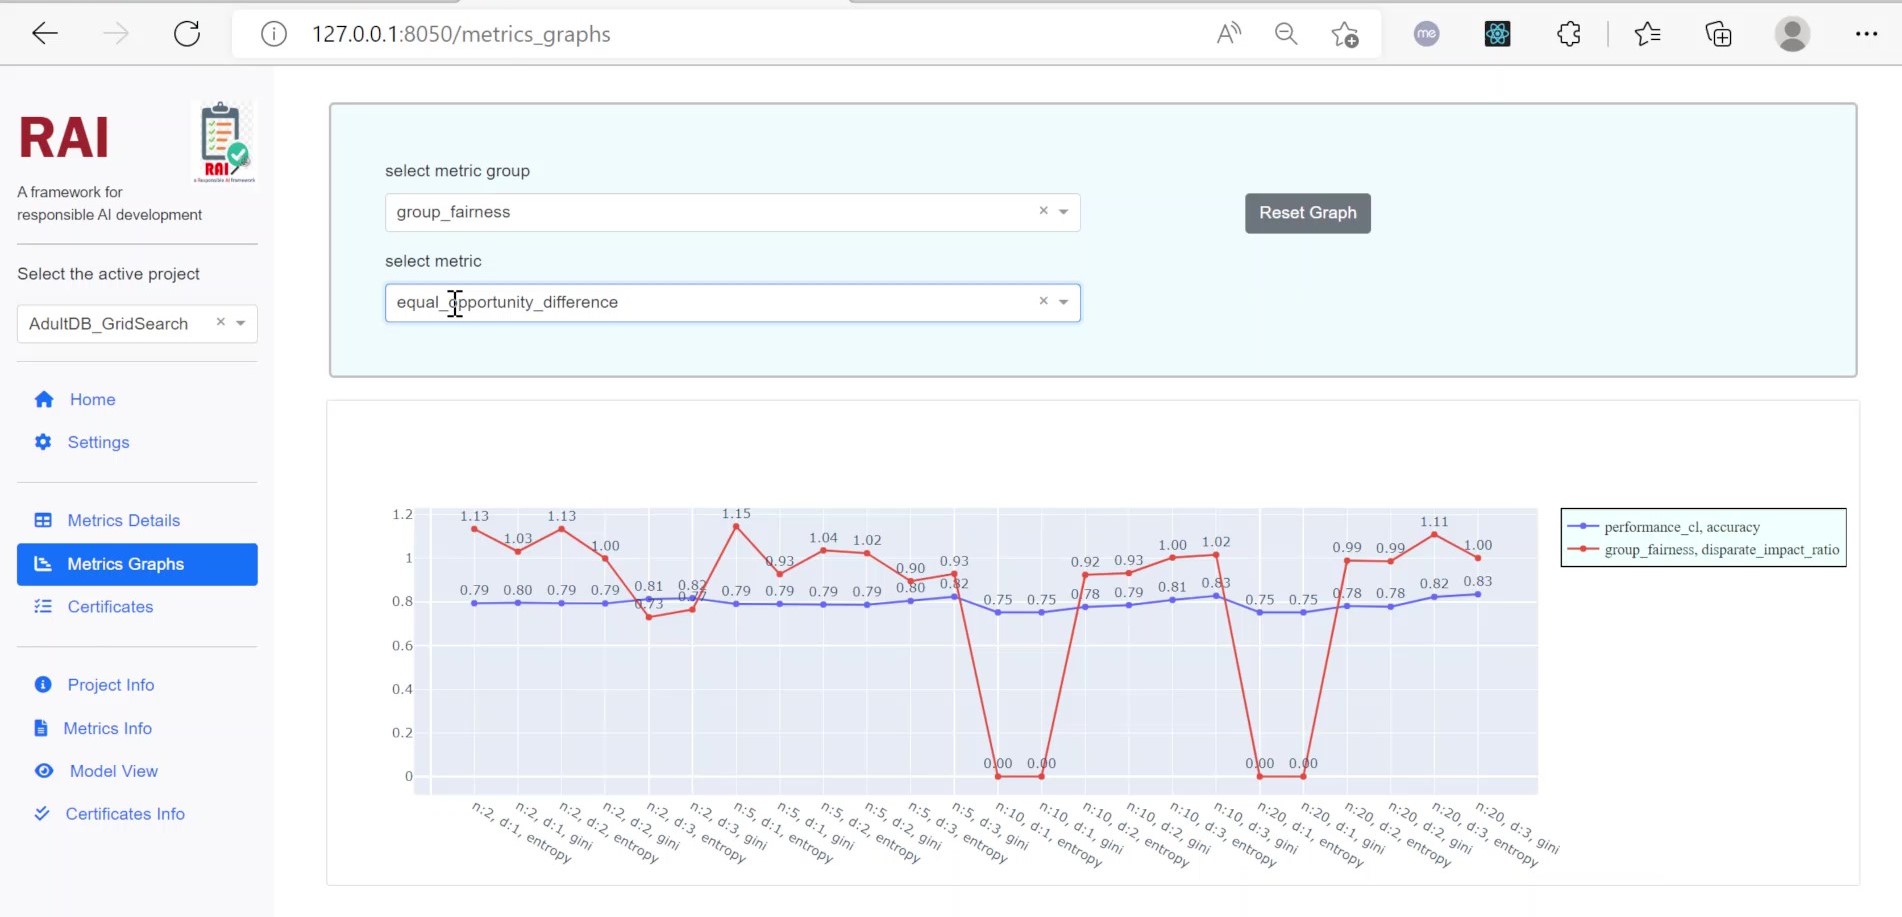 127.0.0.1:8050/metrics_graphs
me
RAI
RAI
a Responsible AI Framework
A framework for
responsible AI development
Select the active project
AdultDB_GridSearch
Home
Settings
Metrics Details
Metrics Graphs
Certificates
Project Info
Metrics Info
Model View
Certificates Info
select metric group
group_fairness
Reset Graph
select metric
equal_opportunity_difference
performance_cl, accuracy
group_fairness, disparate_impact_ratio
1.2
1
0.8
0.6
0.4
0.2
0
1.13 1.03 1.13 1.00 0.73 0.77 1.15 0.93 1.04 1.02 0.90 0.93 0.00 0.00 0.92 0.93 1.00 1.02 0.00 0.00 0.99 0.99 1.11 1.00
0.79 0.80 0.79 0.79 0.81 0.82 0.79 0.79 0.79 0.79 0.80 0.82 0.75 0.75 0.78 0.79 0.81 0.83 0.75 0.75 0.78 0.78 0.82 0.83
n:2, d:1, entropy
n:2, d:1, gini
n:2, d:2, entropy
n:2, d:2, gini
n:2, d:3, entropy
n:2, d:3, gini
n:5, d:1, entropy
n:5, d:1, gini
n:5, d:2, entropy
n:5, d:2, gini
n:5, d:3, entropy
n:5, d:3, gini
n:10, d:1, entropy
n:10, d:1, gini
n:10, d:2, entropy
n:10, d:2, gini
n:10, d:3, entropy
n:10, d:3, gini
n:20, d:1, entropy
n:20, d:1, gini
n:20, d:2, entropy
n:20, d:2, gini
n:20, d:3, entropy
n:20, d:3, gini